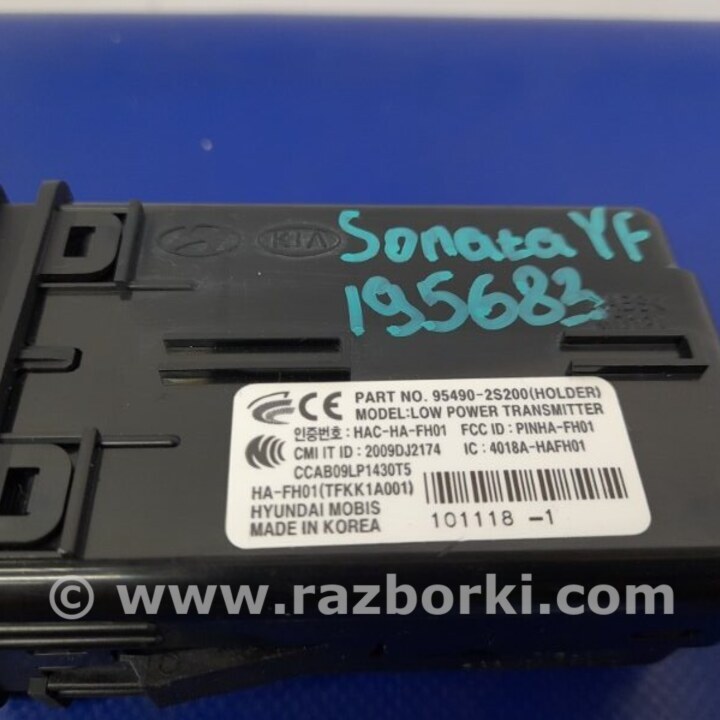 KIA
Sonata YF
195683
PART NO. 95490-2S200(HOLDER)
MODEL:LOW POWER TRANSMITTER
인증번호: HAC-HA-FH01 FCC ID: PINHA-FH01
CMI IT ID : 2009DJ2174 IC : 4018A-HAFH01
CCAB09LP1430T5
HA-FH01(TFKK1A001)
HYUNDAI MOBIS
MADE IN KOREA
101118 -1
© www.razborki.com